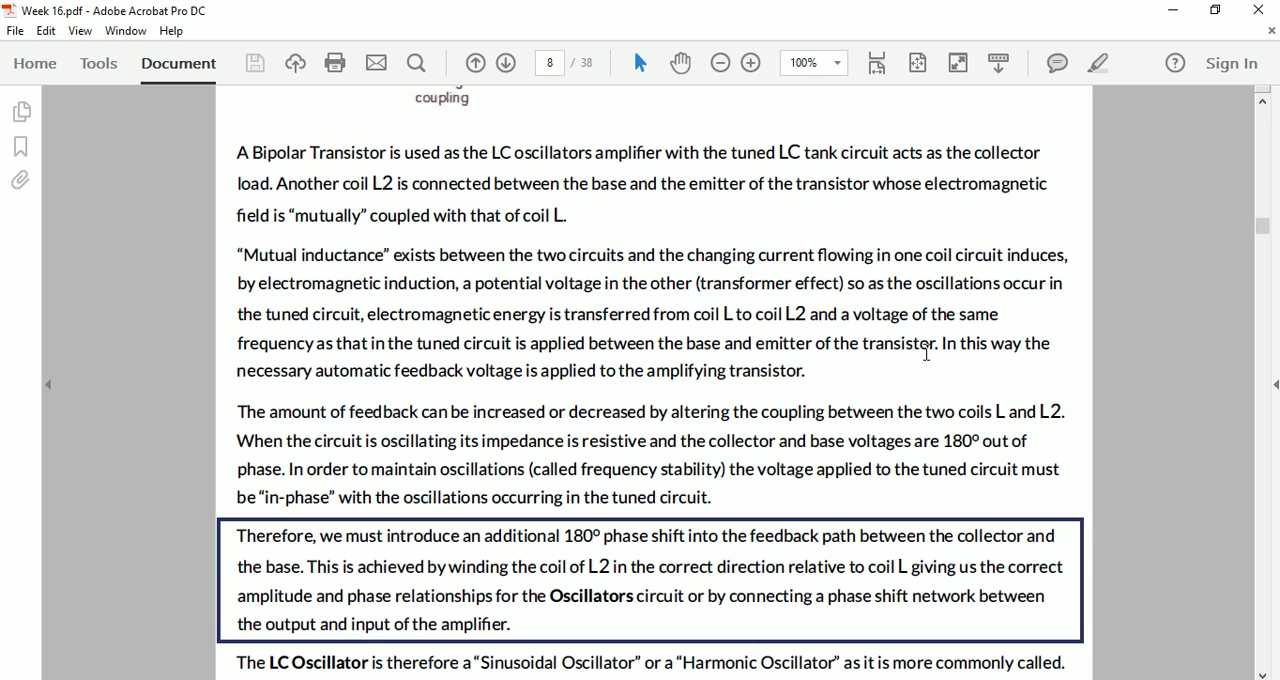 Week 16.pdf - Adobe Acrobat Pro DC
File Edit View Window Help
Home Tools Document 8 / 38 100% Sign In
coupling
A Bipolar Transistor is used as the LC oscillators amplifier with the tuned LC tank circuit acts as the collector
load. Another coil L2 is connected between the base and the emitter of the transistor whose electromagnetic
field is “mutually” coupled with that of coil L.
“Mutual inductance” exists between the two circuits and the changing current flowing in one coil circuit induces,
by electromagnetic induction, a potential voltage in the other (transformer effect) so as the oscillations occur in
the tuned circuit, electromagnetic energy is transferred from coil L to coil L2 and a voltage of the same
frequency as that in the tuned circuit is applied between the base and emitter of the transistor. In this way the
necessary automatic feedback voltage is applied to the amplifying transistor.
The amount of feedback can be increased or decreased by altering the coupling between the two coils L and L2.
When the circuit is oscillating its impedance is resistive and the collector and base voltages are 180º out of
phase. In order to maintain oscillations (called frequency stability) the voltage applied to the tuned circuit must
be “in-phase” with the oscillations occurring in the tuned circuit.
Therefore, we must introduce an additional 180º phase shift into the feedback path between the collector and
the base. This is achieved by winding the coil of L2 in the correct direction relative to coil L giving us the correct
amplitude and phase relationships for the Oscillators circuit or by connecting a phase shift network between
the output and input of the amplifier.
The LC Oscillator is therefore a “Sinusoidal Oscillator” or a “Harmonic Oscillator” as it is more commonly called.